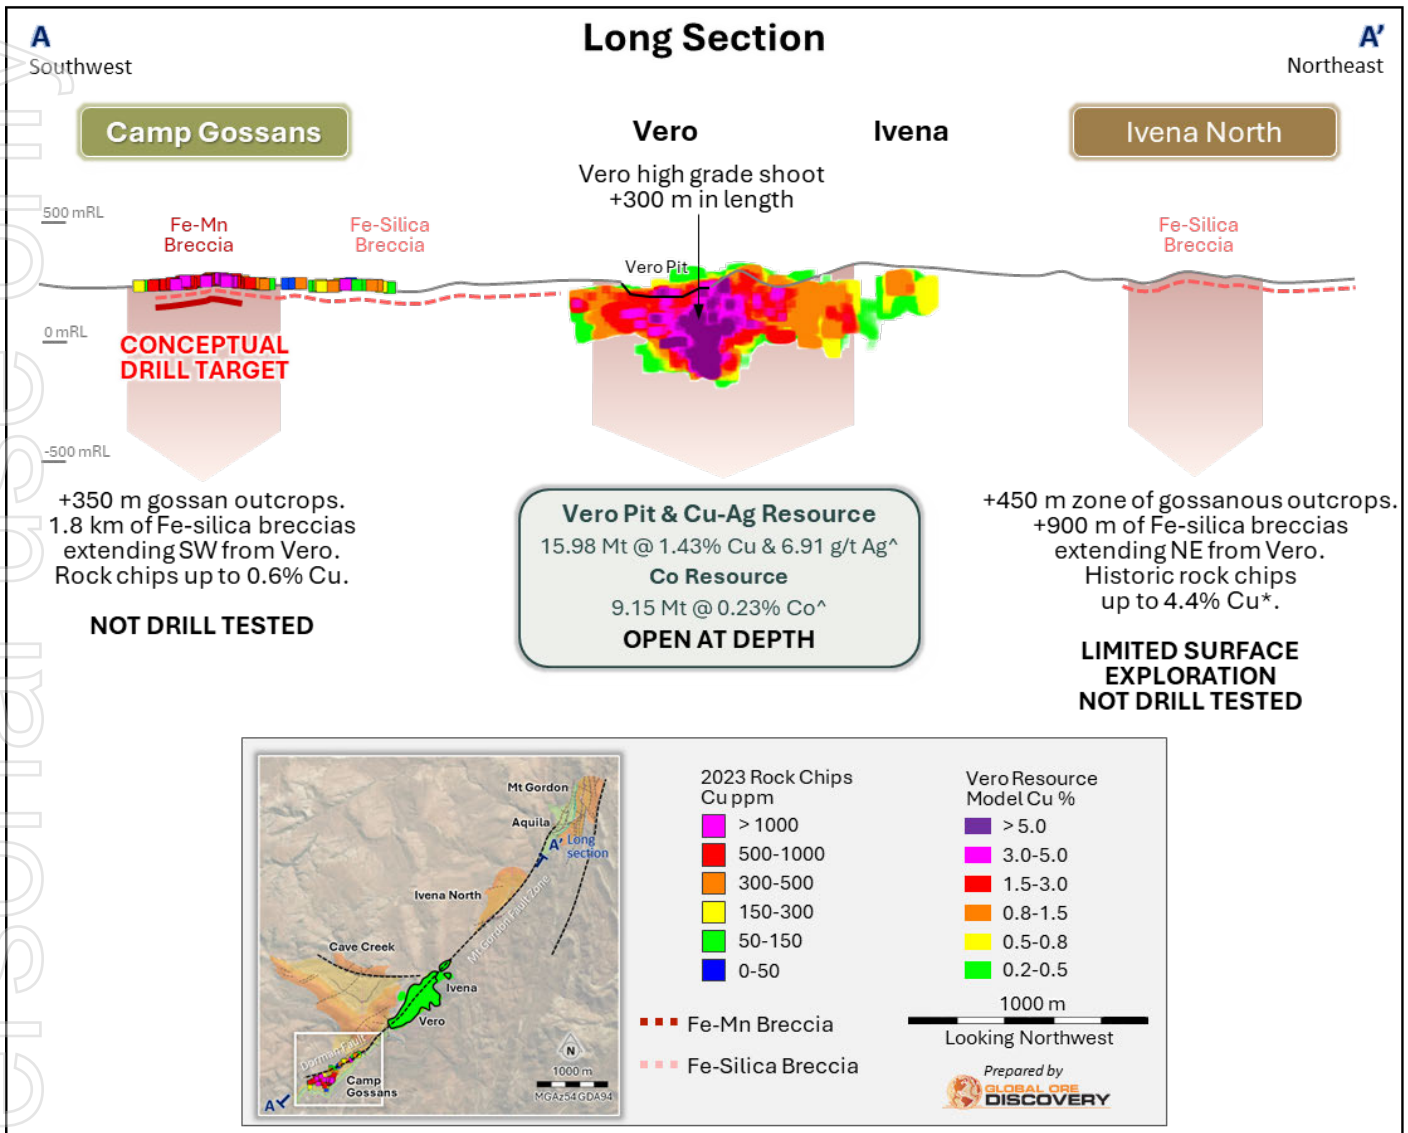 Long Section
A
Southwest
A'
Northeast
Camp Gossans
Vero
Ivena
Ivena North
Vero high grade shoot
+300 m in length
500 mRL
Fe-Mn
Breccia
Fe-Silica
Breccia
Fe-Silica
Breccia
Vero Pit
0 mRL
CONCEPTUAL
DRILL TARGET
-500 mRL
+350 m gossan outcrops.
1.8 km of Fe-silica breccias
extending SW from Vero.
Rock chips up to 0.6% Cu.
NOT DRILL TESTED
Vero Pit & Cu-Ag Resource
15.98 Mt @ 1.43% Cu & 6.91 g/t Ag^
Co Resource
9.15 Mt @ 0.23% Co^
OPEN AT DEPTH
+450 m zone of gossanous outcrops.
+900 m of Fe-silica breccias
extending NE from Vero.
Historic rock chips
up to 4.4% Cu*.
LIMITED SURFACE
EXPLORATION
NOT DRILL TESTED
Mt Gordon
Aquila
A' Long
section
Ivena North
Mt Gordon Fault Zone
Cave Creek
Ivena
Vero
Dorman Fault
Camp
Gossans
A
N
1000 m
MGAz54 GDA94
2023 Rock Chips
Cu ppm
> 1000
500-1000
300-500
150-300
50-150
0-50
Fe-Mn Breccia
Fe-Silica Breccia
Vero Resource
Model Cu %
> 5.0
3.0-5.0
1.5-3.0
0.8-1.5
0.5-0.8
0.2-0.5
1000 m
Looking Northwest
Prepared by
GLOBAL ORE
DISCOVERY